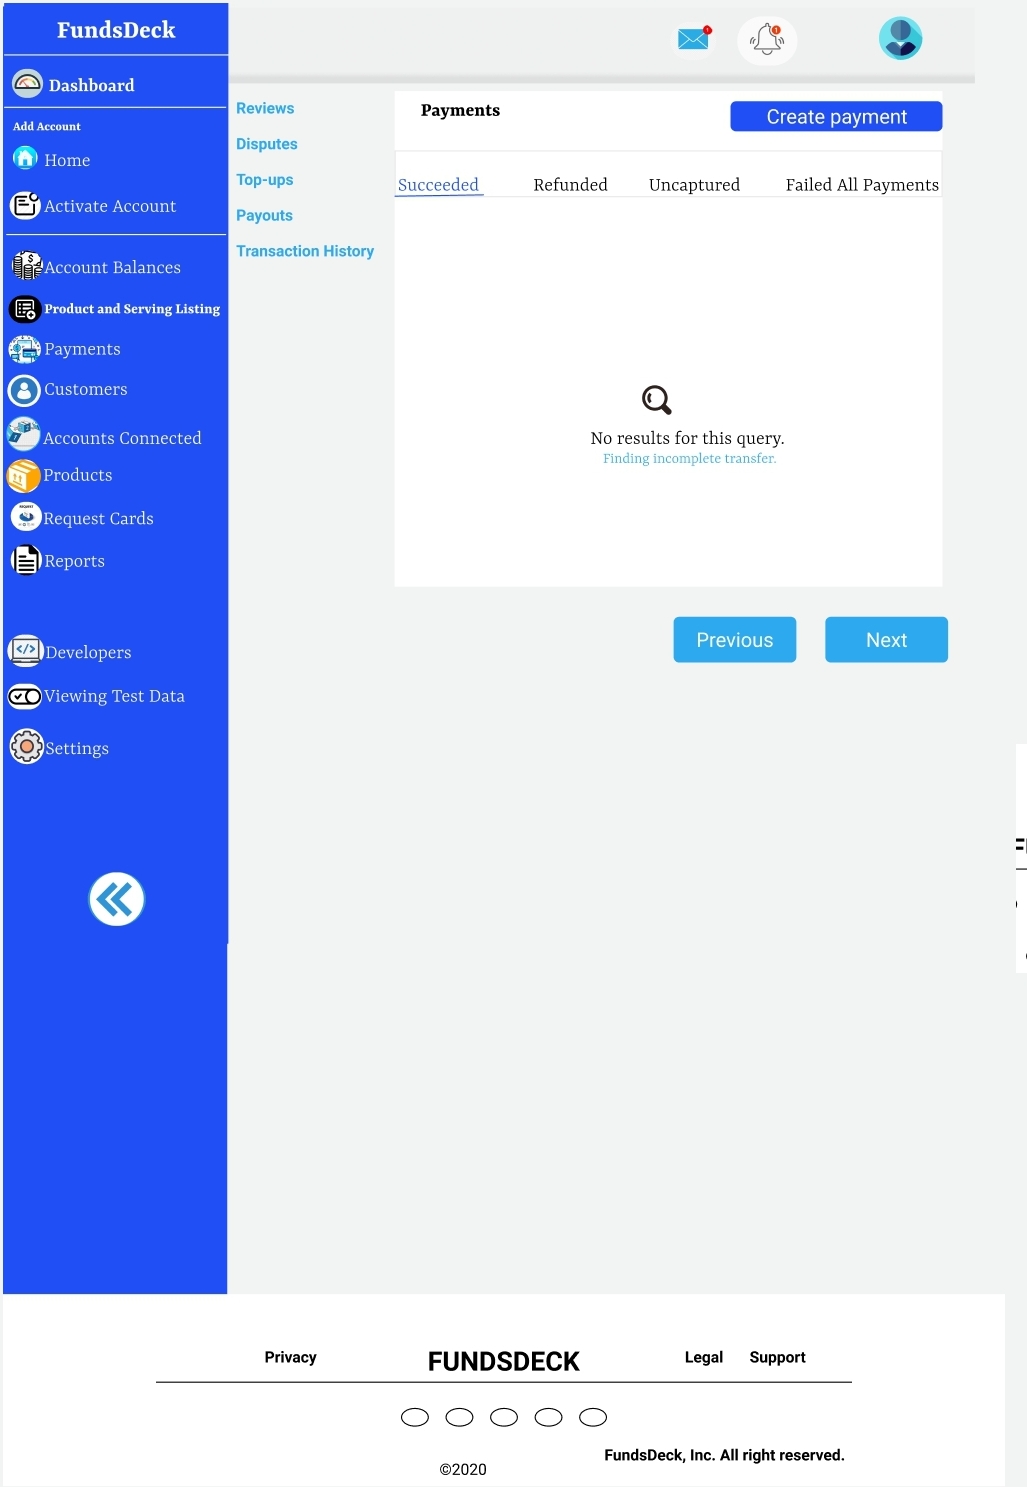 FundsDeck
Dashboard
Add Account
Home
Activate Account
Account Balances
Product and Serving Listing
Payments
Customers
Accounts Connected
Products
Request Cards
Reports
Developers
Viewing Test Data
Settings
Reviews
Disputes
Top-ups
Payouts
Transaction History
Payments
Create payment
Succeeded Refunded Uncaptured Failed All Payments
No results for this query.
Finding incomplete transfer.
Previous Next
Privacy FUNDSDECK Legal Support
FundsDeck, Inc. All right reserved.
©2020